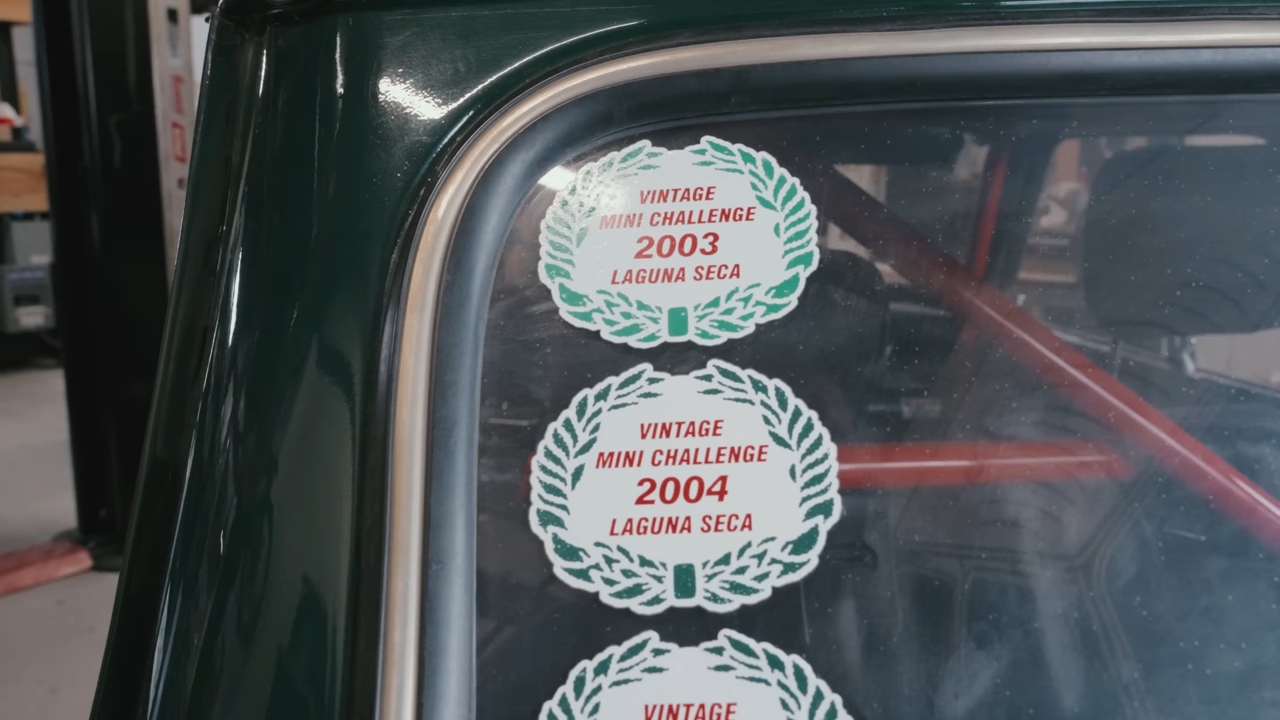 VINTAGE
MINI CHALLENGE
2003
LAGUNA SECA
VINTAGE
MINI CHALLENGE
2004
LAGUNA SECA
VINTAGE